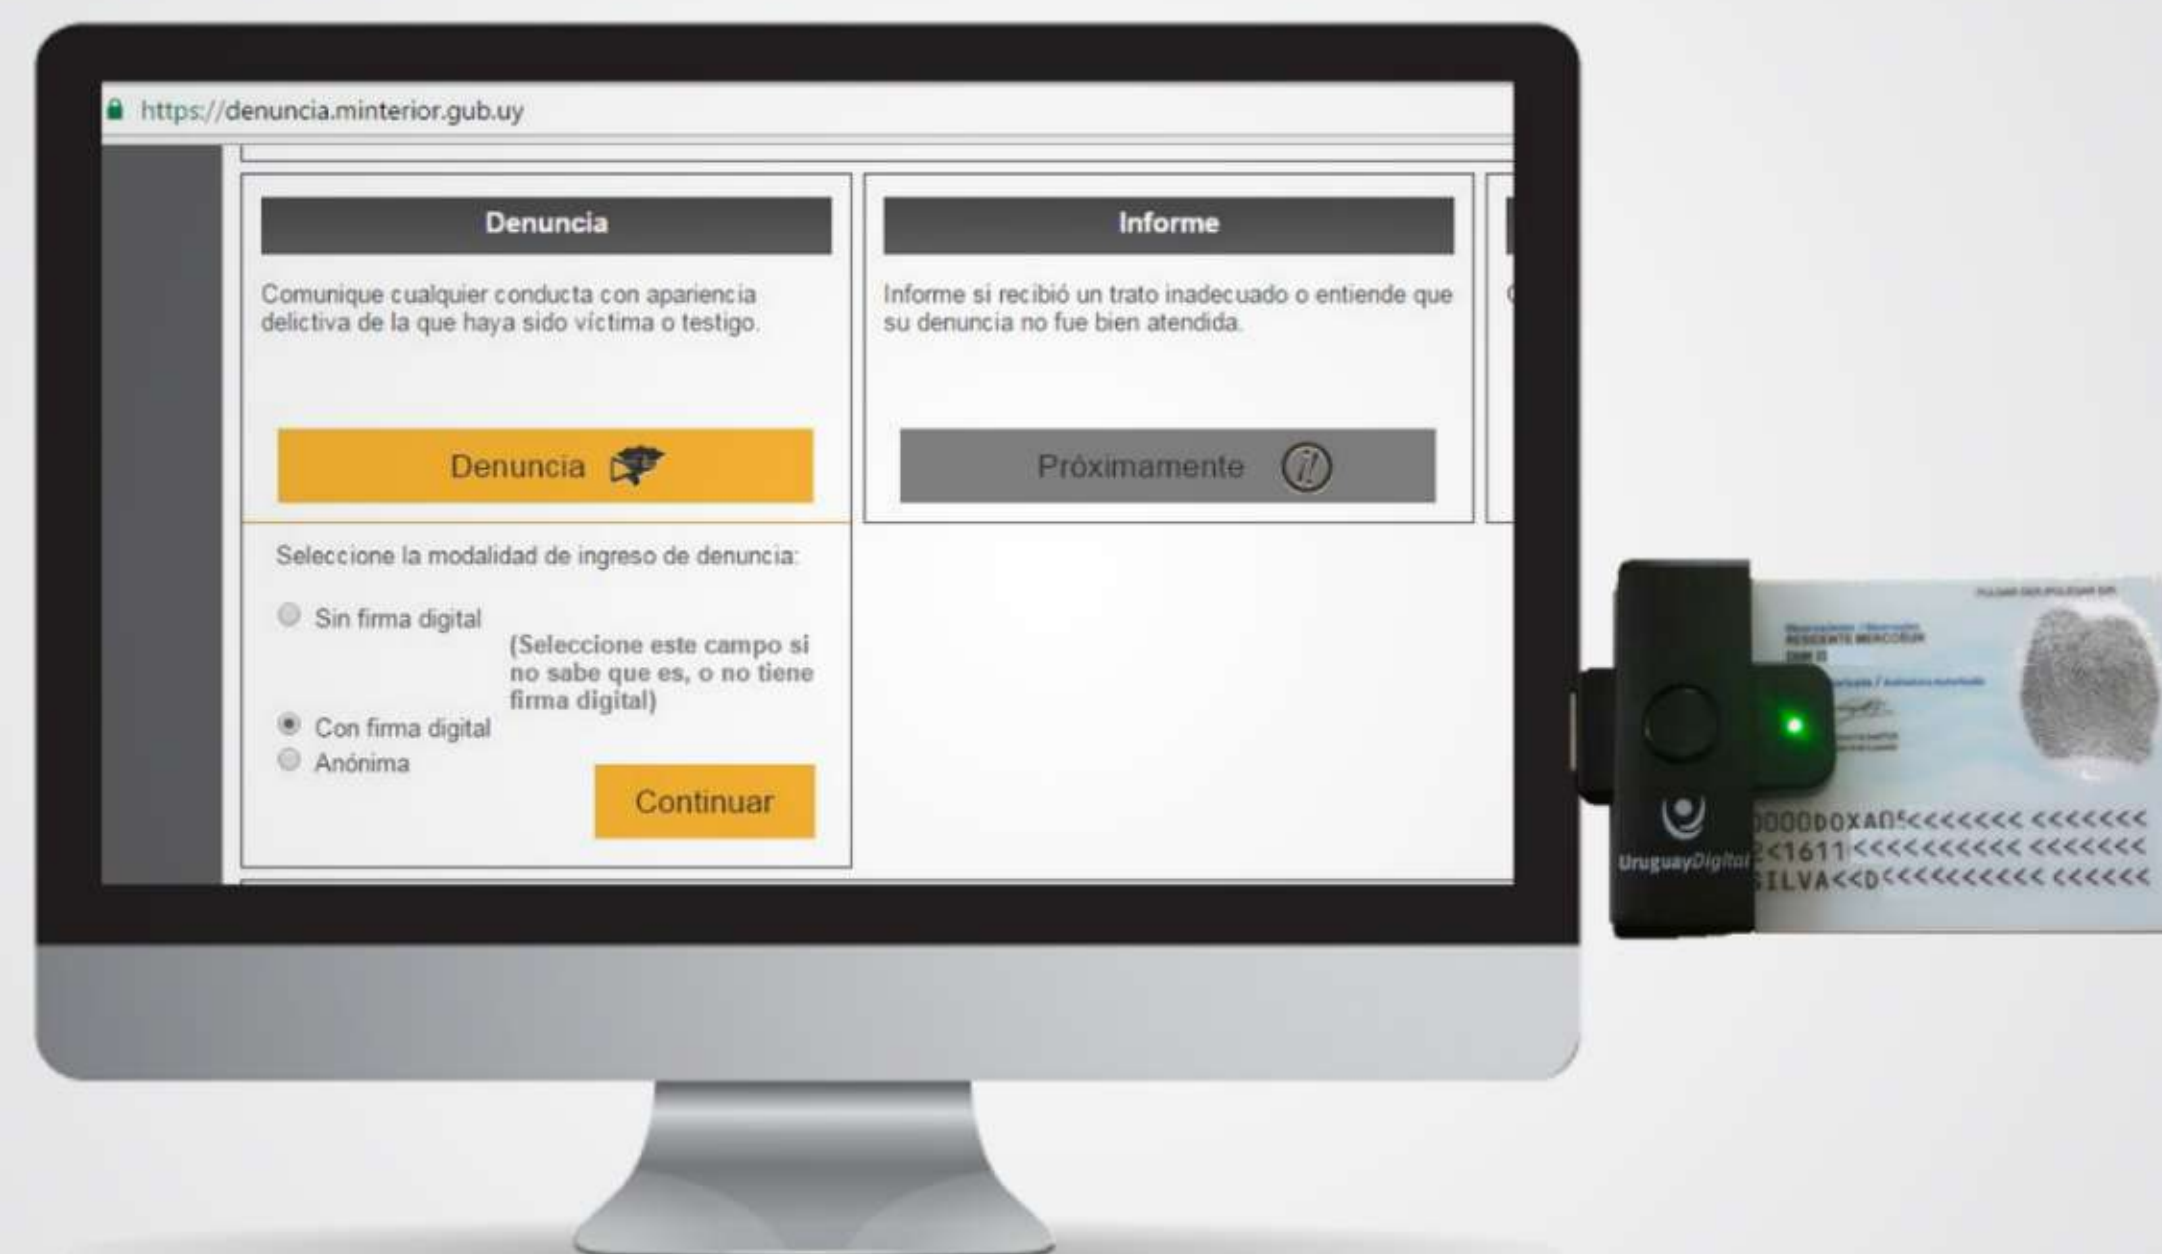 https://denuncia.minterior.gub.uy
Denuncia
Comunique cualquier conducta con apariencia
delictiva de la que haya sido víctima o testigo.
Denuncia
Seleccione la modalidad de ingreso de denuncia:
Sin firma digital
(Seleccione este campo si
no sabe que es, o no tiene
firma digital)
Con firma digital
Anónima
Continuar
Informe
Informe si recibió un trato inadecuado o entiende que
su denuncia no fue bien atendida.
Próximamente
UruguayDigital
RESIDENTE MERCOSUR
<1611<<<<<<<<<< <<<<<<<
SILVA<<D<<<<<<<<<< <<<<<<